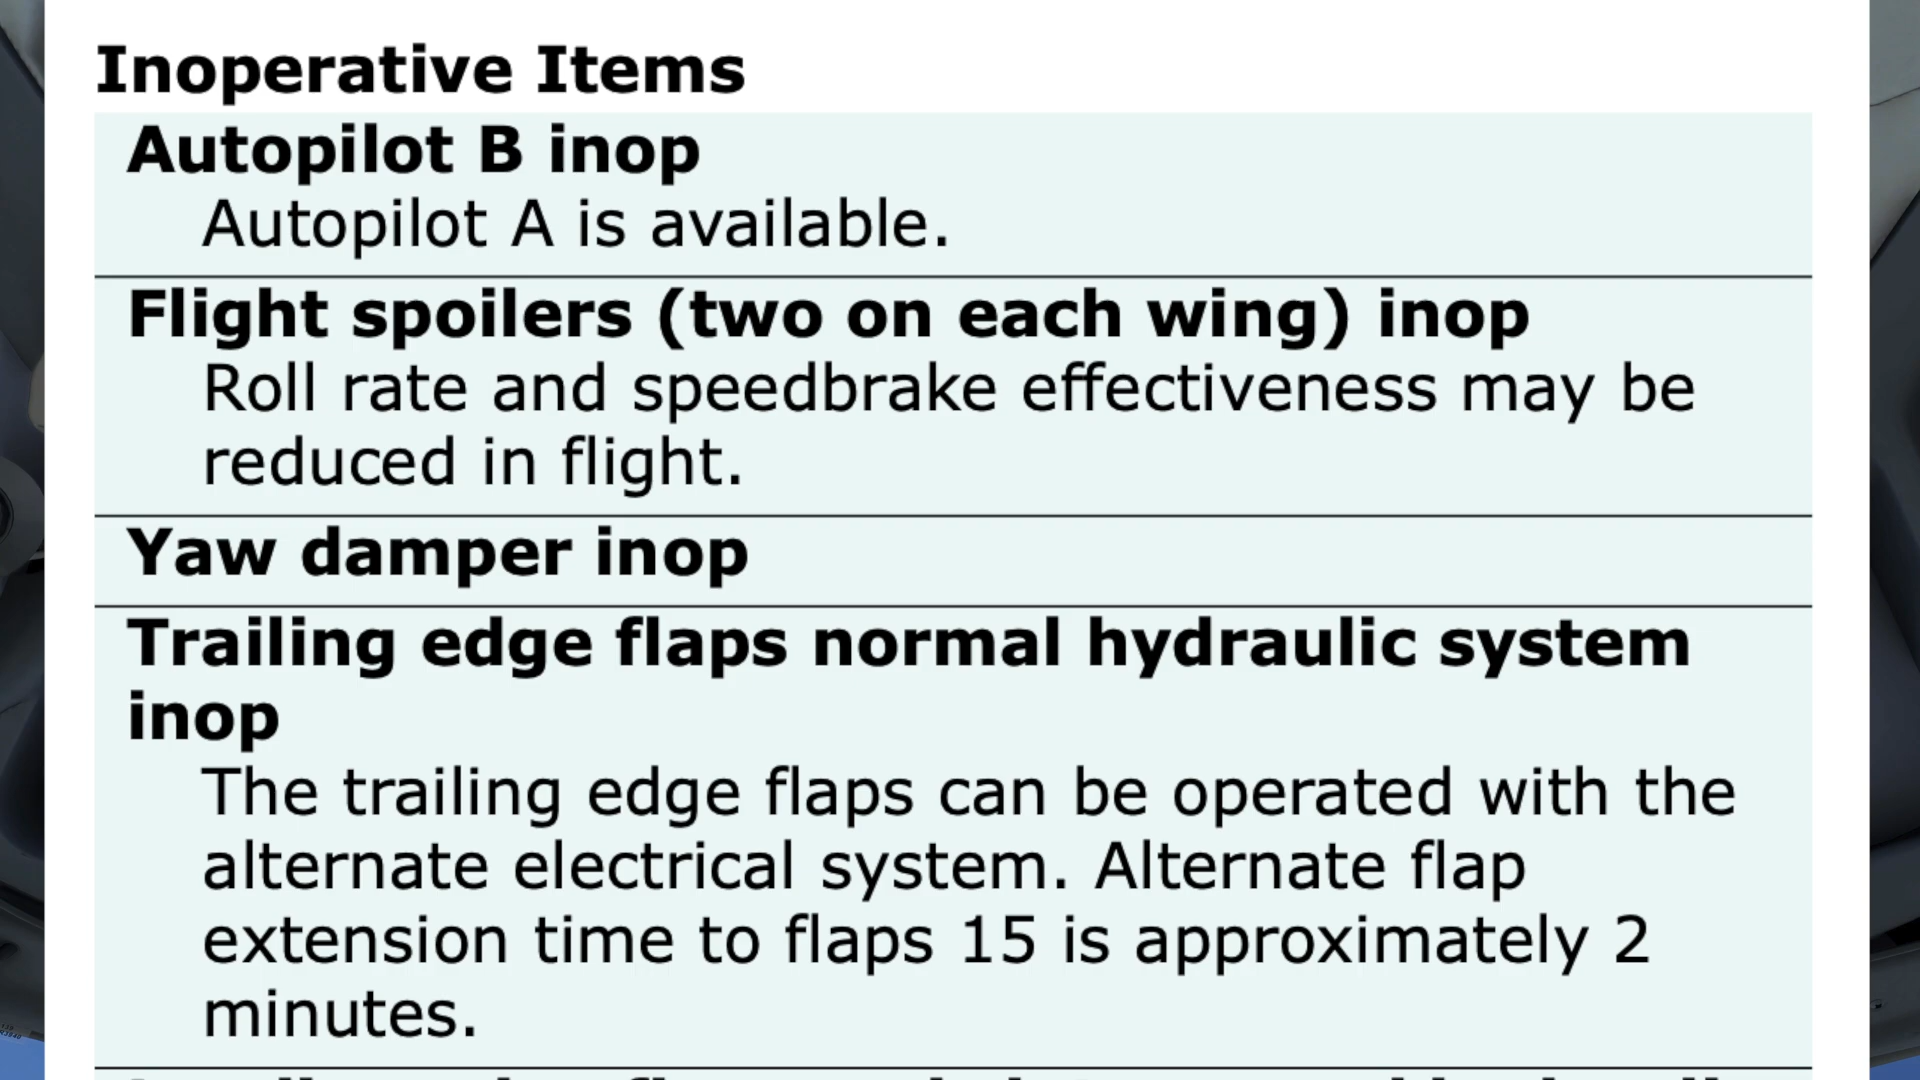 Inoperative Items
Autopilot B inop
Autopilot A is available.
Flight spoilers (two on each wing) inop
Roll rate and speedbrake effectiveness may be
reduced in flight.
Yaw damper inop
Trailing edge flaps normal hydraulic system
inop
The trailing edge flaps can be operated with the
alternate electrical system. Alternate flap
extension time to flaps 15 is approximately 2
minutes.